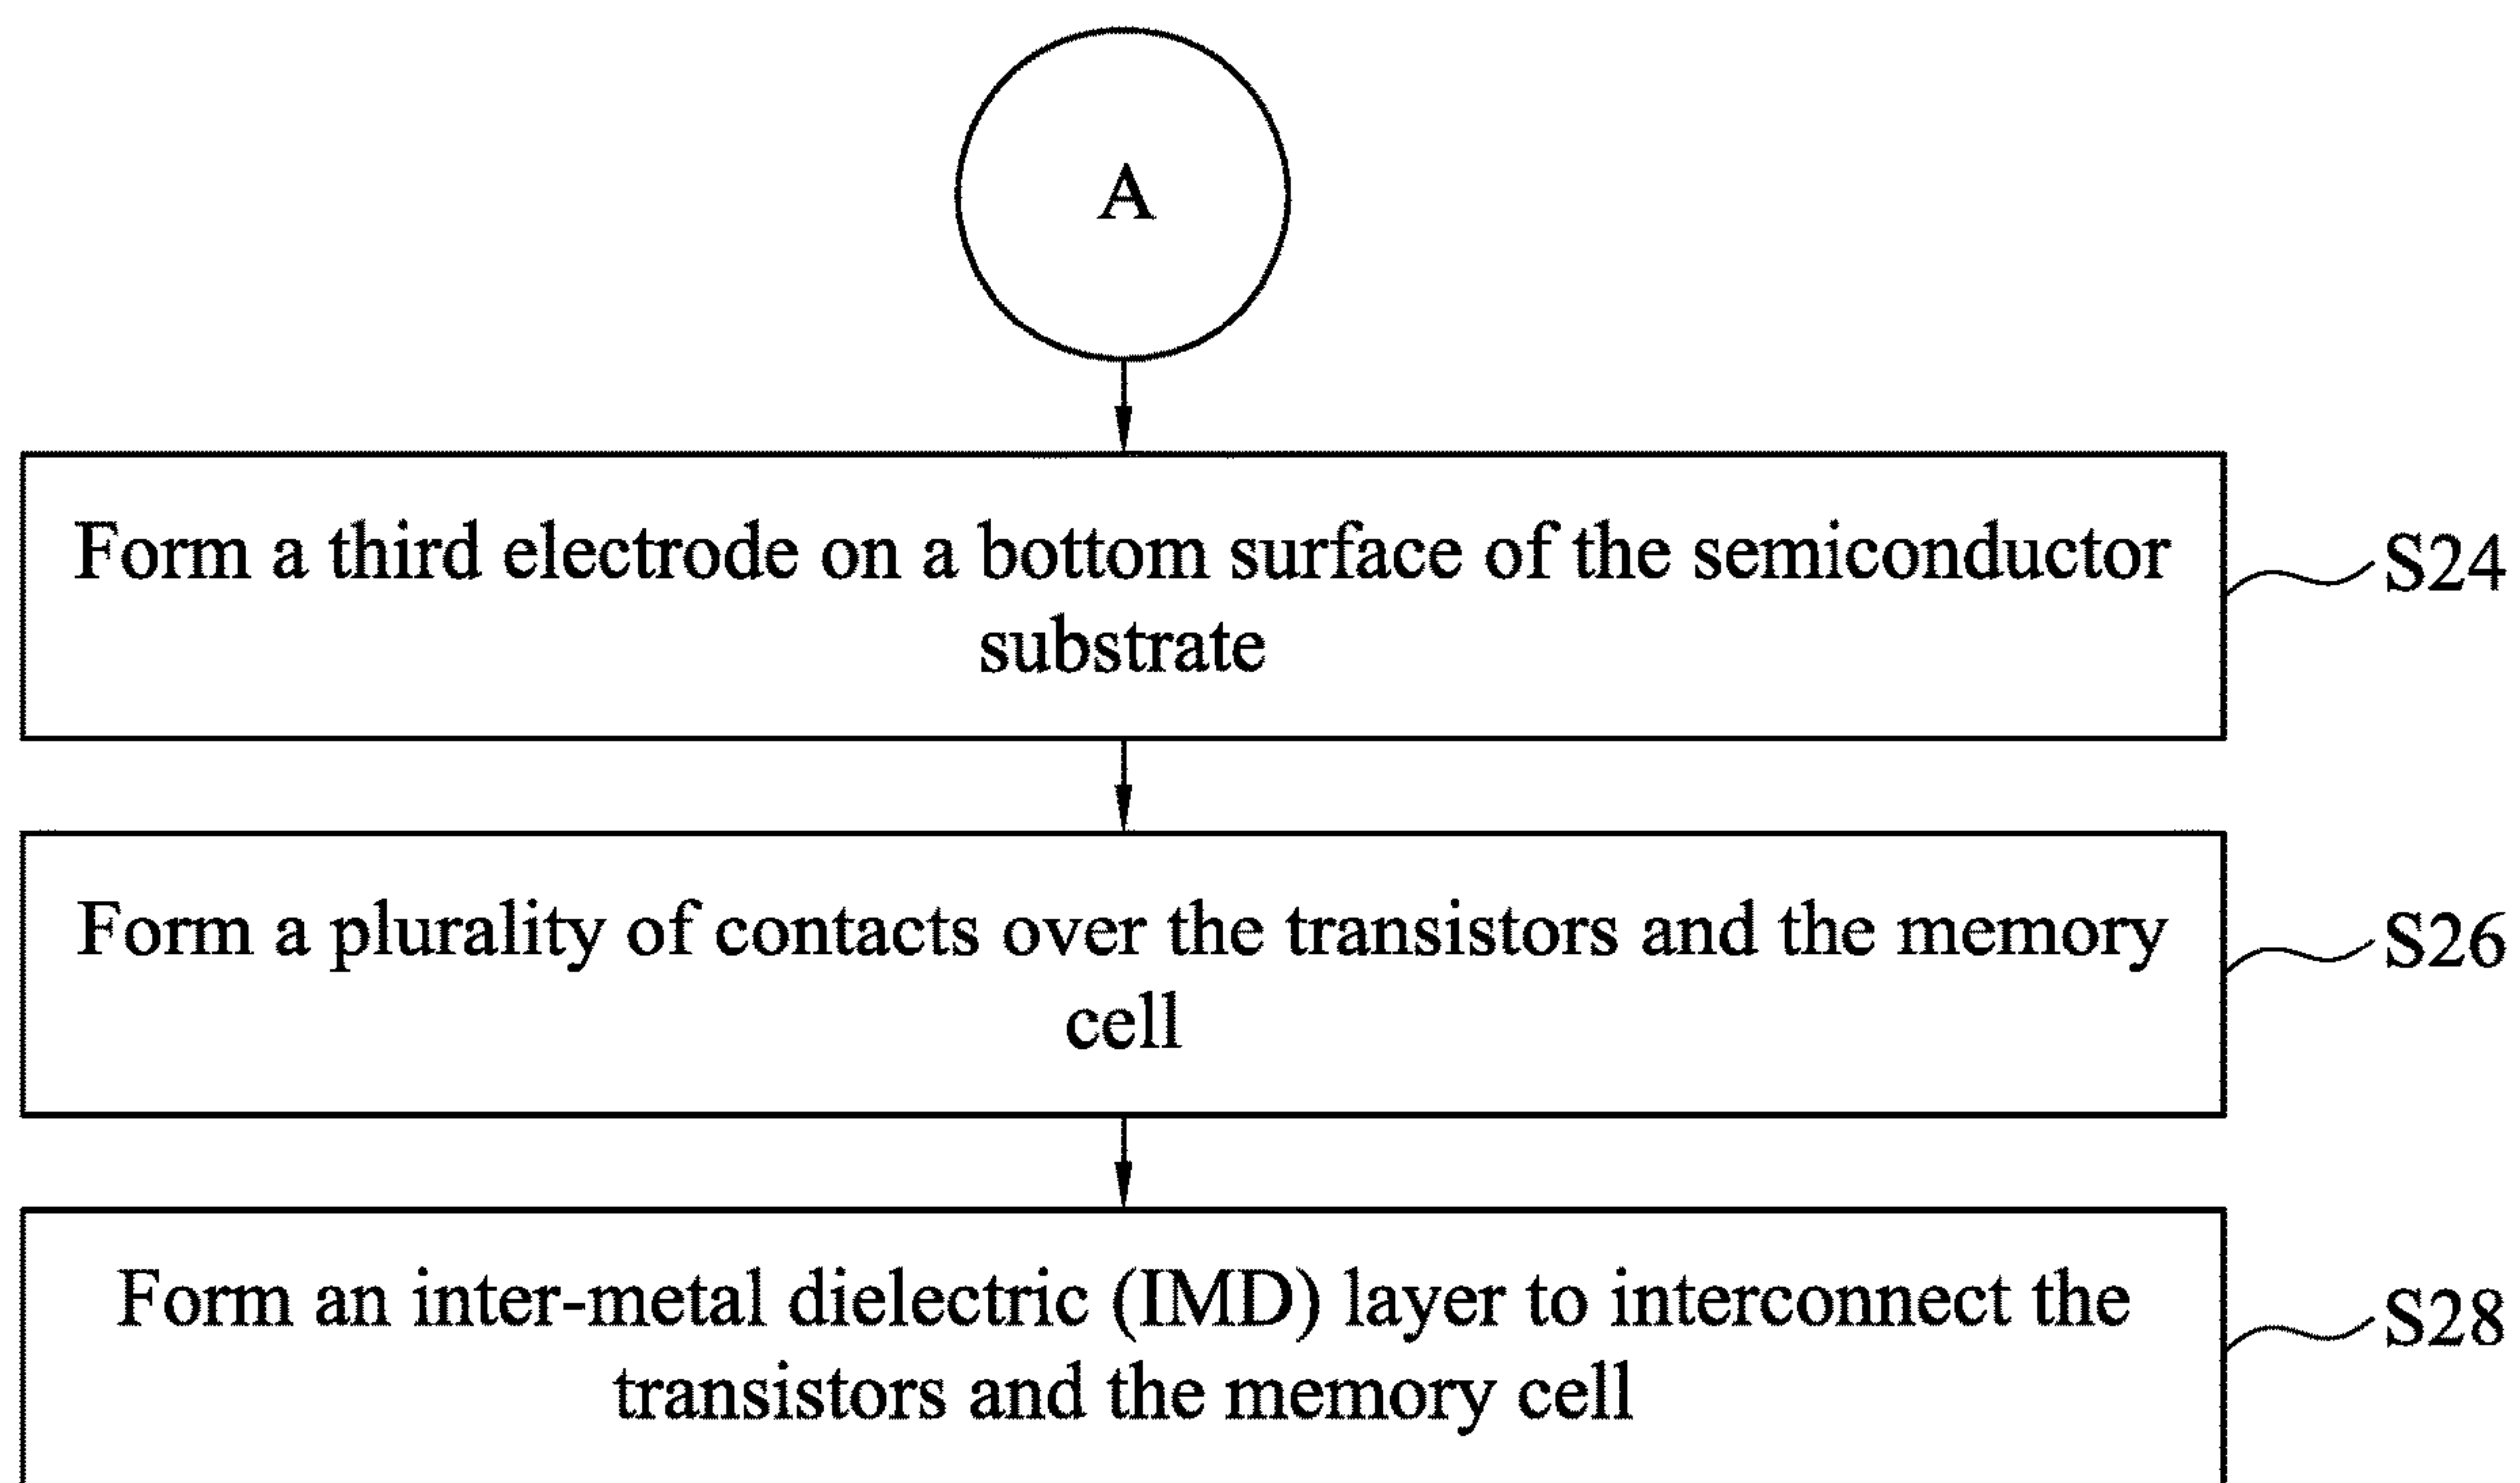 A
Form a third electrode on a bottom surface of the semiconductor
substrate
S24
Form a plurality of contacts over the transistors and the memory
cell
S26
Form an inter-metal dielectric (IMD) layer to interconnect the
transistors and the memory cell
S28